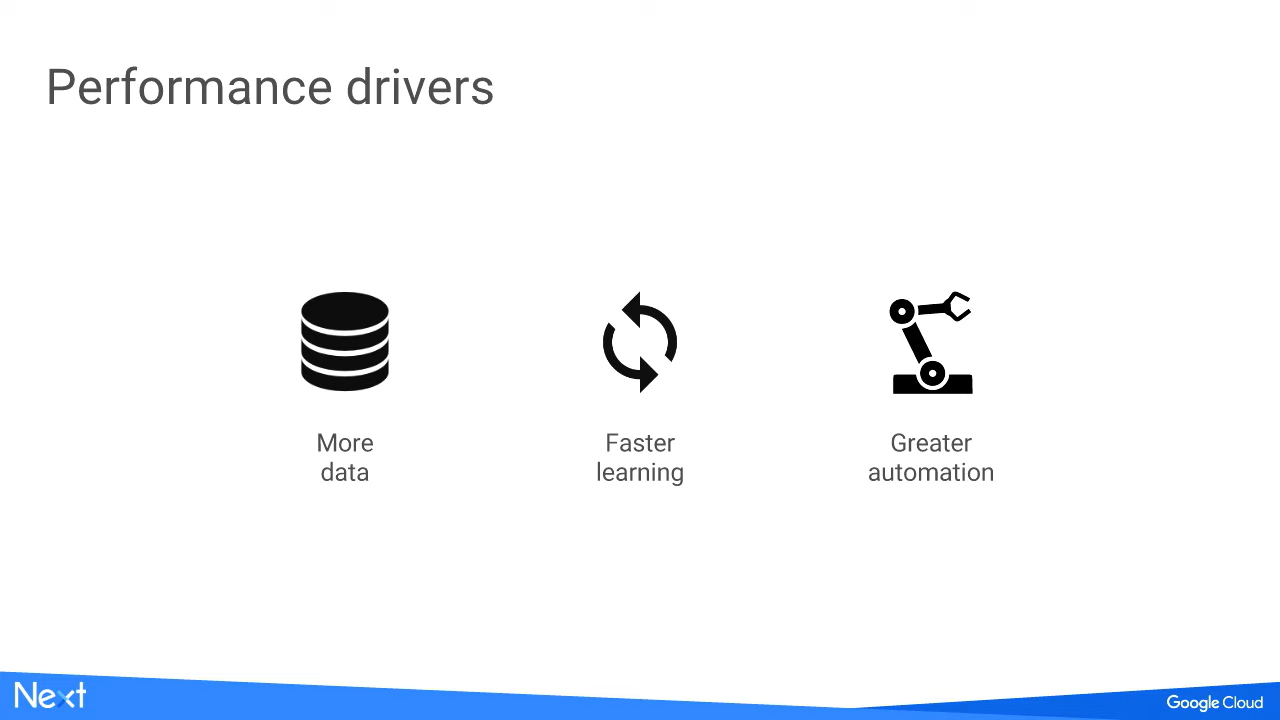 Performance drivers
More
data
Faster
learning
Greater
automation
Next
Google Cloud